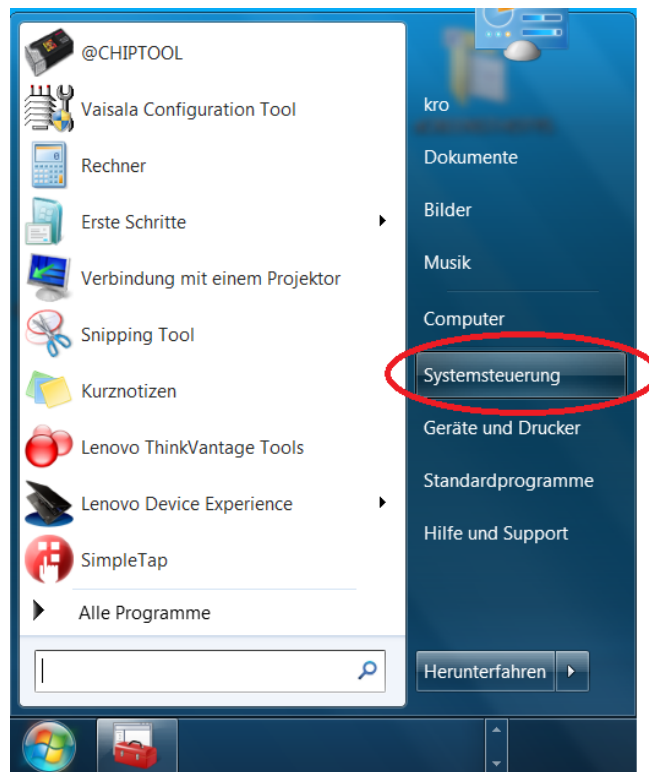 @CHIPTOOL
Vaisala Configuration Tool
Rechner
Erste Schritte
Verbindung mit einem Projektor
Snipping Tool
Kurznotizen
Lenovo ThinkVantage Tools
Lenovo Device Experience
SimpleTap
Alle Programme
kro
Dokumente
Bilder
Musik
Computer
Systemsteuerung
Geräte und Drucker
Standardprogramme
Hilfe und Support
Herunterfahren